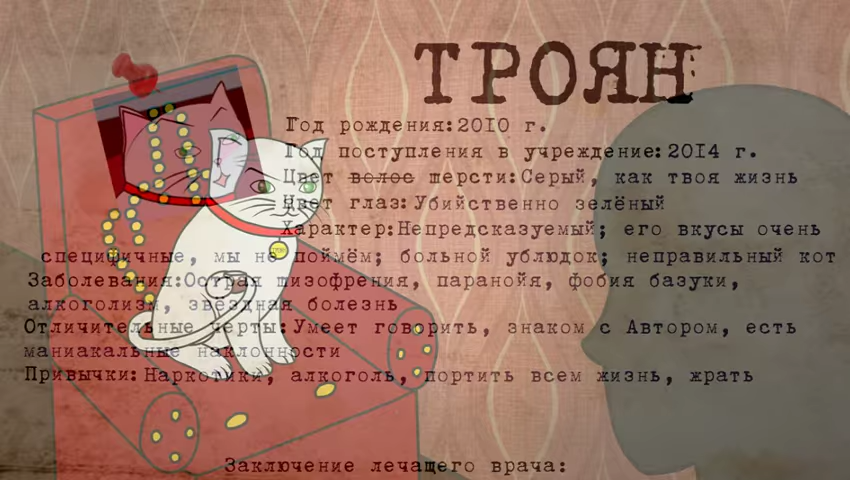 ТРОЯН
Год рождения:2010 г.
Год поступления в учреждение:2014 г.
Цвет волос шерсти:Серый, как твоя жизнь
Цвет глаз:Убийственно зелёный
Характер:Непредсказуемый; его вкусы очень
специфичные, мы не поймём; больной ублюдок; неправильный кот
Заболевания:Острая шизофрения, паранойя, фобия базуки,
алкоголизм, звёздная болезнь
Отличительные черты:Умеет говорить, знаком с Автором, есть
маниакальные наклонности
Привычки:Наркотики, алкоголь, портить всем жизнь, жрать
Заключение лечащего врача: